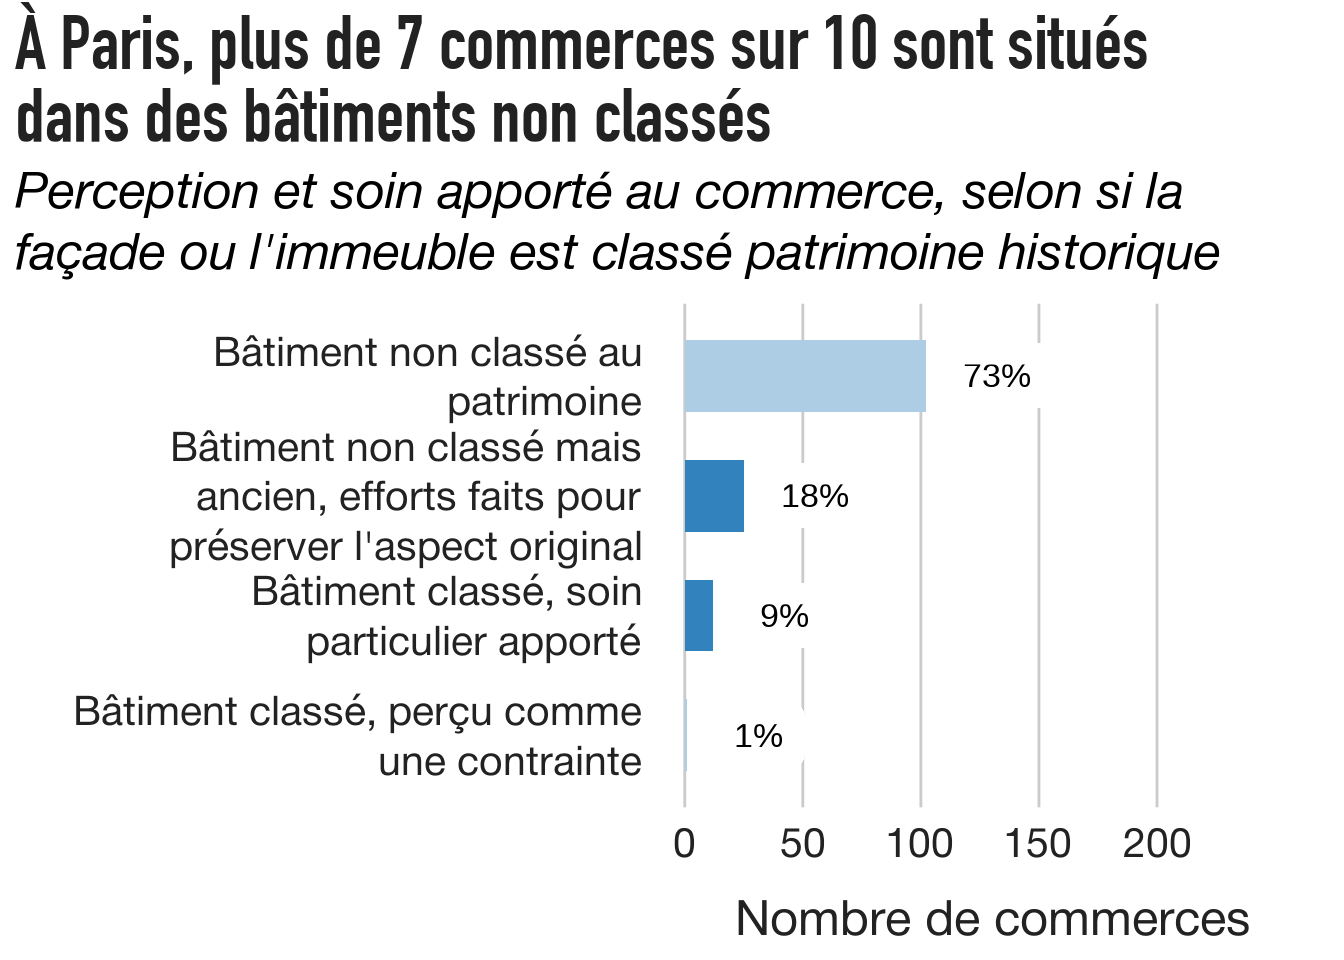 À Paris, plus de 7 commerces sur 10 sont situés
dans des bâtiments non classés
Perception et soin apporté au commerce, selon si la
façade ou l'immeuble est classé patrimoine historique
Bâtiment non classé au
patrimoine
73%
Bâtiment non classé mais
ancien, efforts faits pour
préserver l'aspect original
18%
Bâtiment classé, soin
particulier apporté
9%
Bâtiment classé, perçu comme
une contrainte
1%
0 50 100 150 200
Nombre de commerces